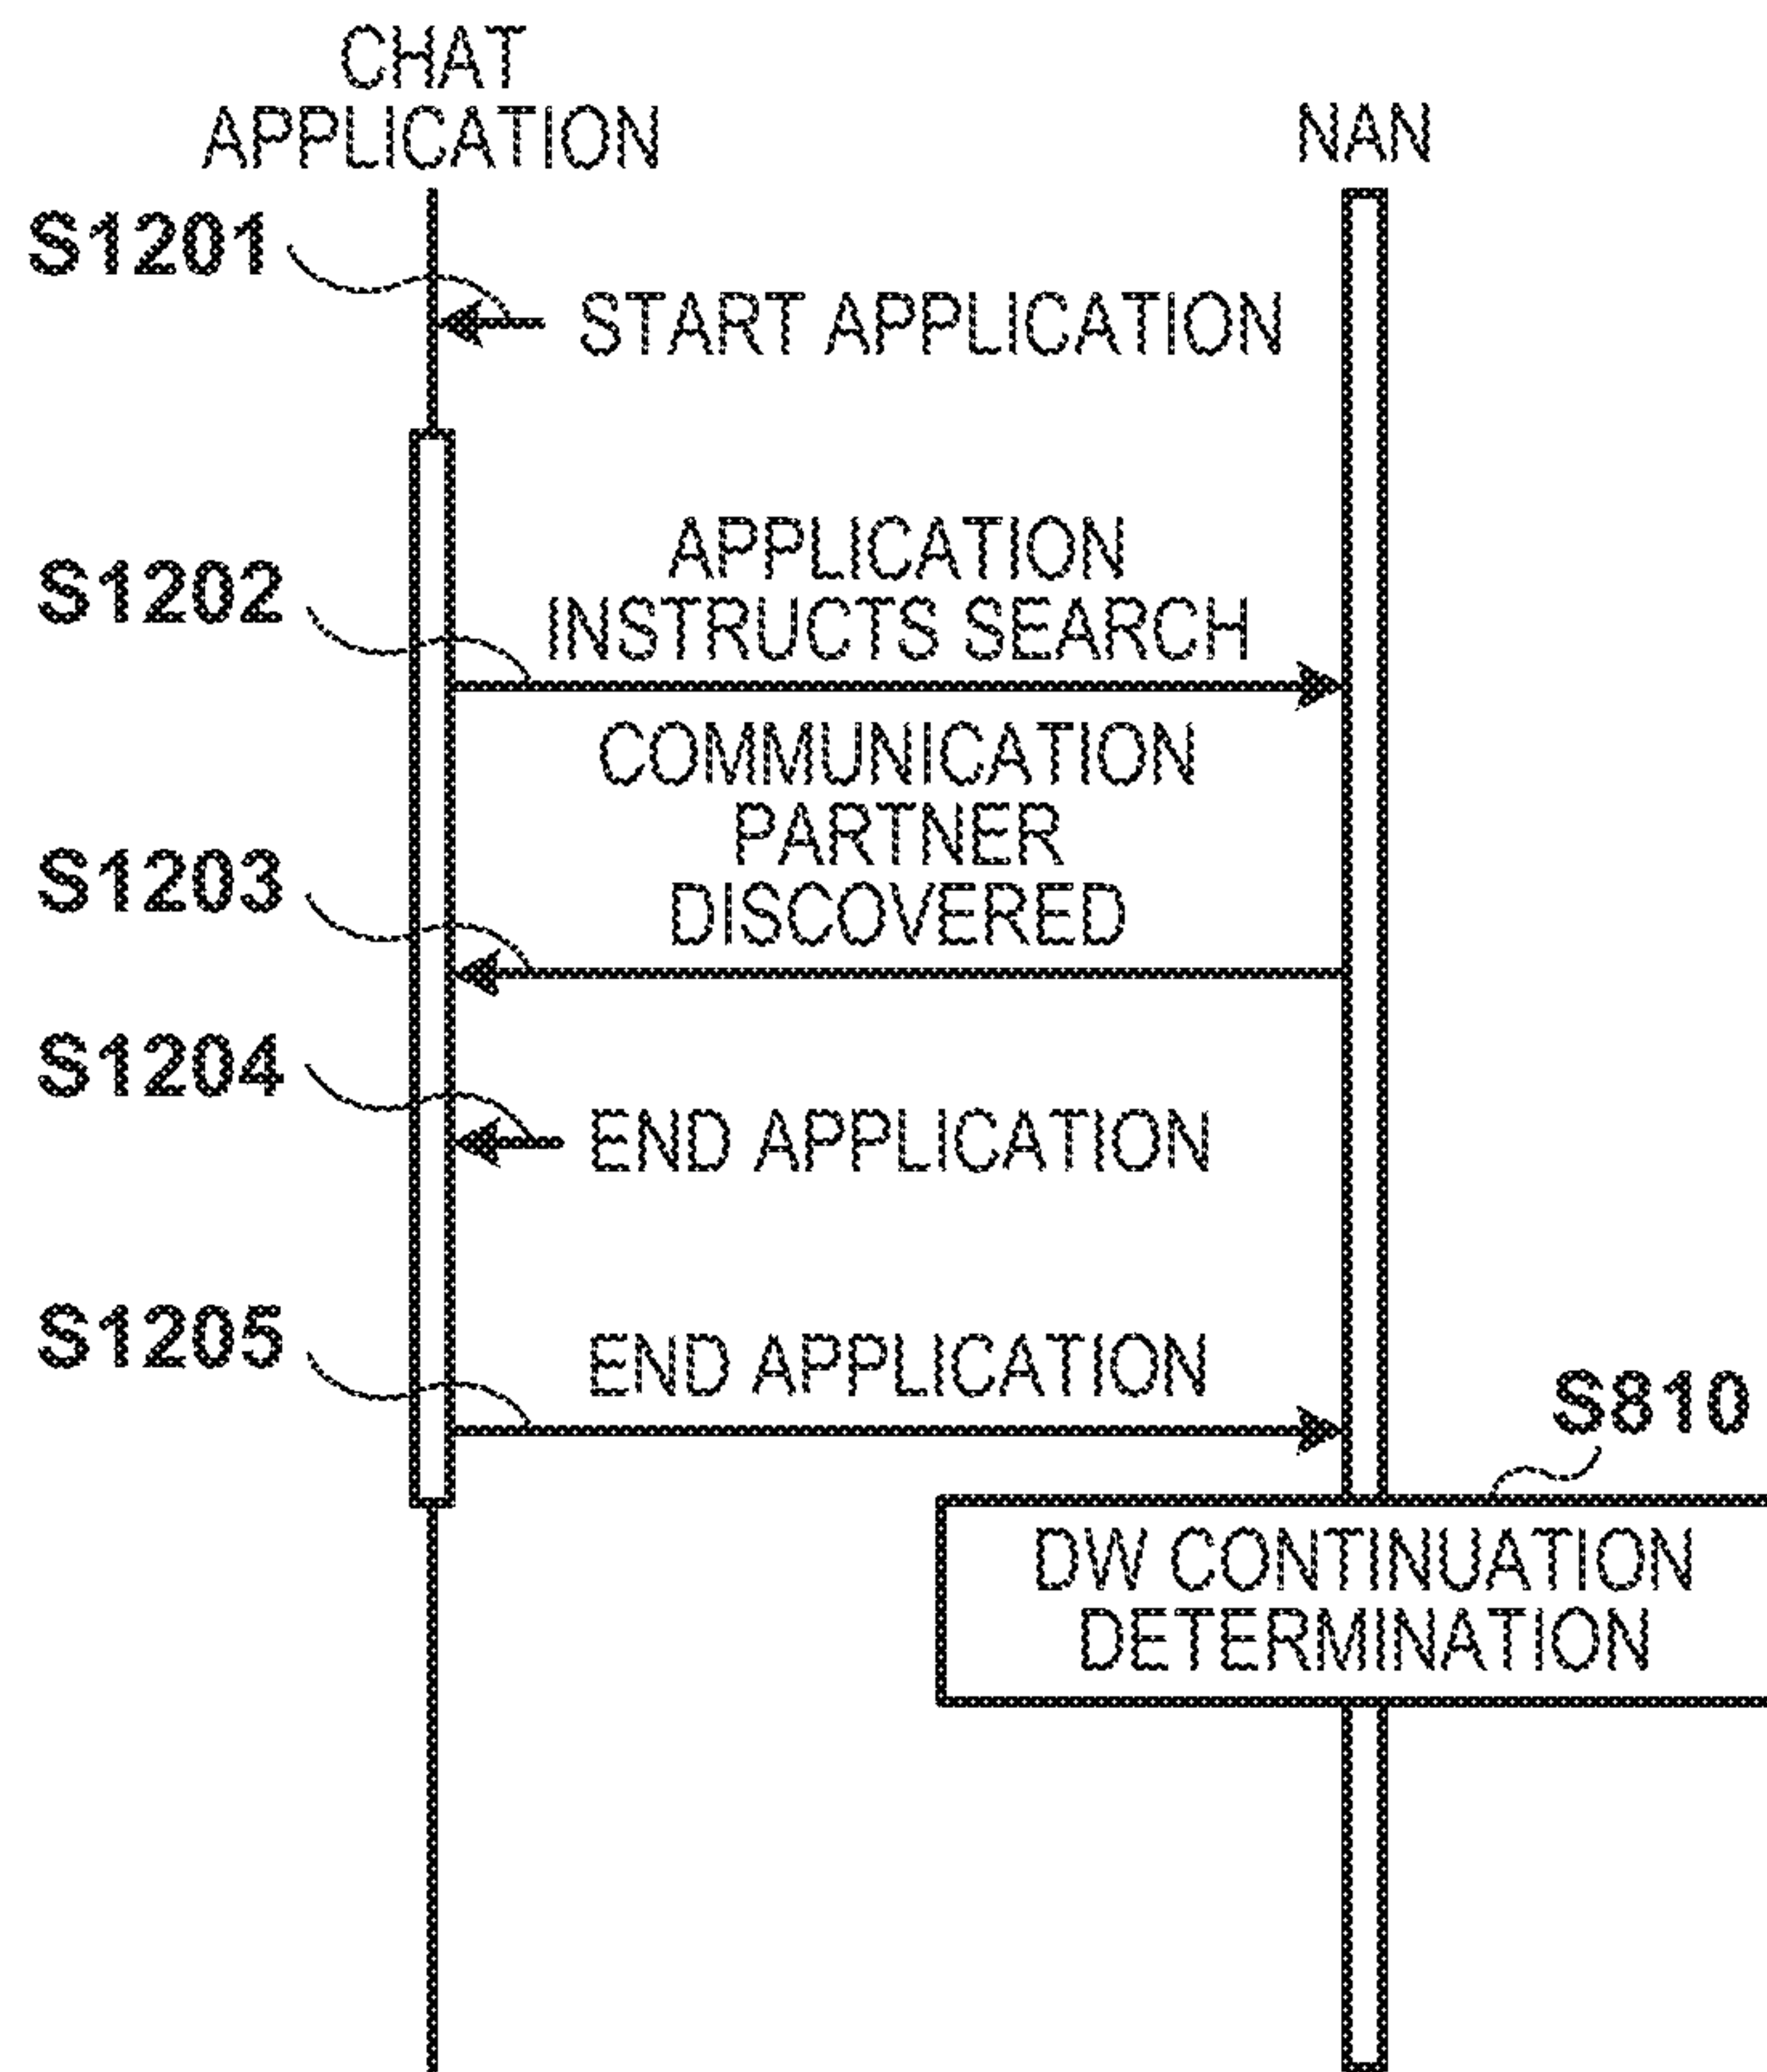 CHAT
APPLICATION
NAN
S1201
START APPLICATION
APPLICATION
S1202
INSTRUCTS SEARCH
COMMUNICATION
PARTNER
S1203
DISCOVERED
S1204
END APPLICATION
S1205
END APPLICATION
S810
DW CONTINUATION
DETERMINATION